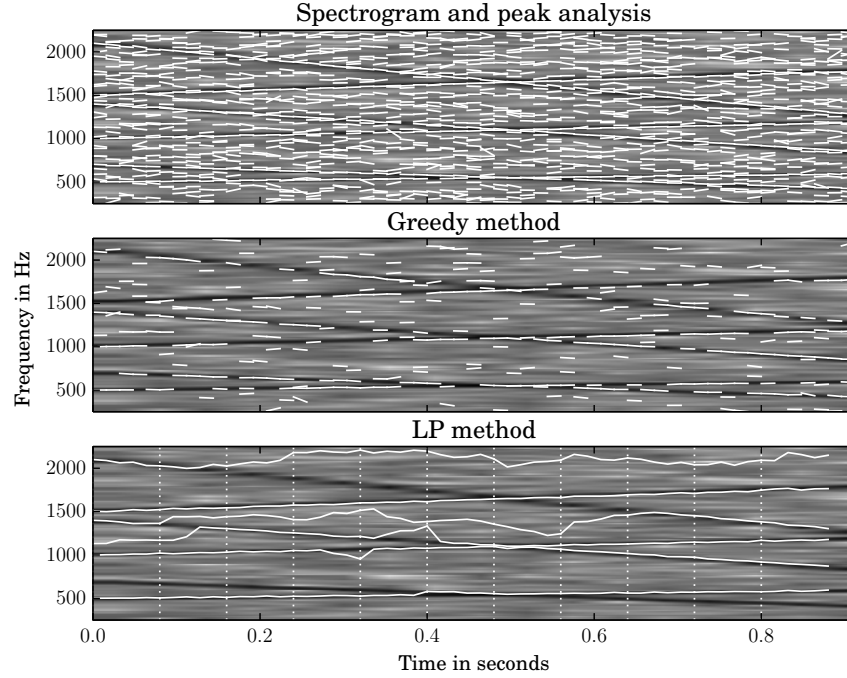 Spectrogram and peak analysis
2000
1500
1000
500
Greedy method
2000
1500
1000
500
Frequency in Hz
LP method
2000
1500
1000
500
0.0 0.2 0.4 0.6 0.8
Time in seconds